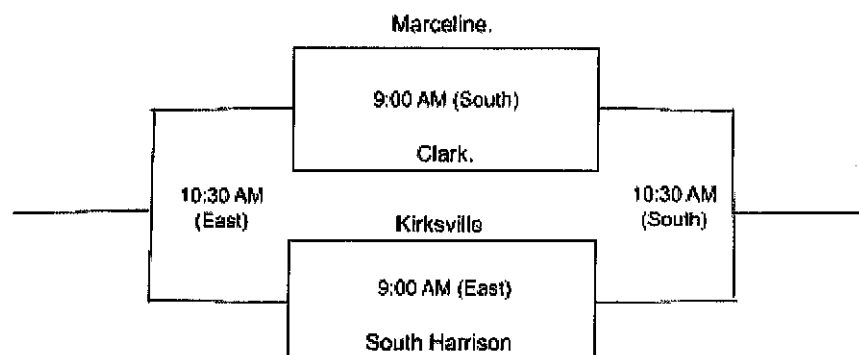 Marceline.
9:00 AM (South)
Clark.
10:30 AM
(East)
10:30 AM
(South)
Kirksville
9:00 AM (East)
South Harrison